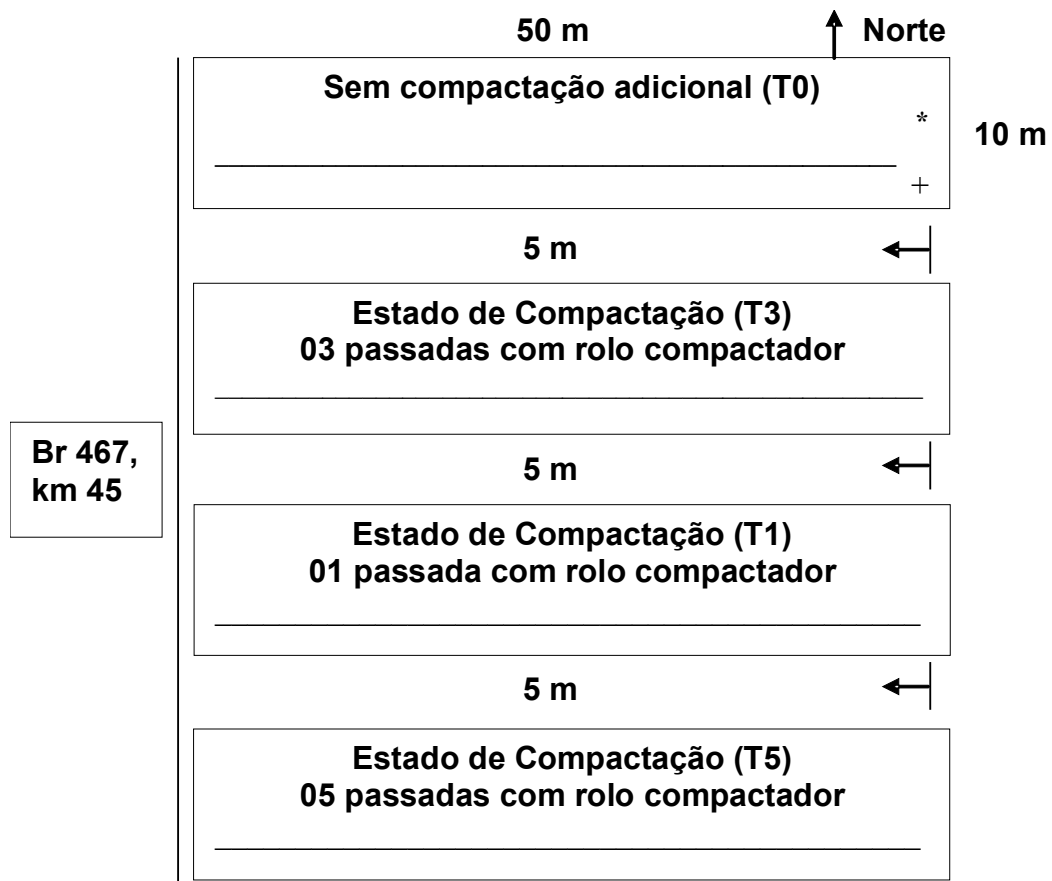 50 m
Norte
Sem compactação adicional (T0)
*
10 m
+
5 m
Estado de Compactação (T3)
03 passadas com rolo compactador
Br 467,
km 45
5 m
Estado de Compactação (T1)
01 passada com rolo compactador
5 m
Estado de Compactação (T5)
05 passadas com rolo compactador